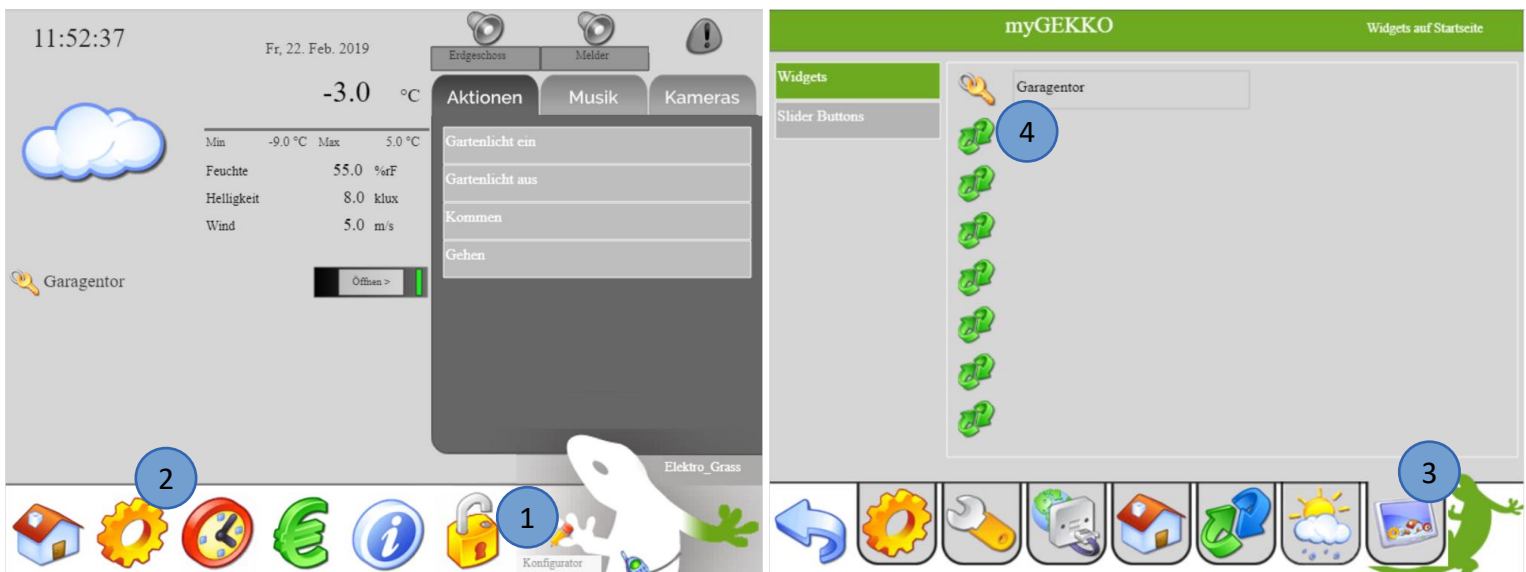 11:52:37
Fr, 22. Feb. 2019
Erdgeschoss
Melder
-3.0 °C
Min -9.0 °C Max 5.0 °C
Feuchte 55.0 %rF
Helligkeit 8.0 klux
Wind 5.0 m/s
Garagentor
Öffnen >
Aktionen
Musik
Kameras
Gartenlicht ein
Gartenlicht aus
Kommen
Gehen
Elektro_Grass
2
1
Konfigurator
myGEKKO
Widgets auf Startseite
Widgets
Slider Buttons
Garagentor
4
3